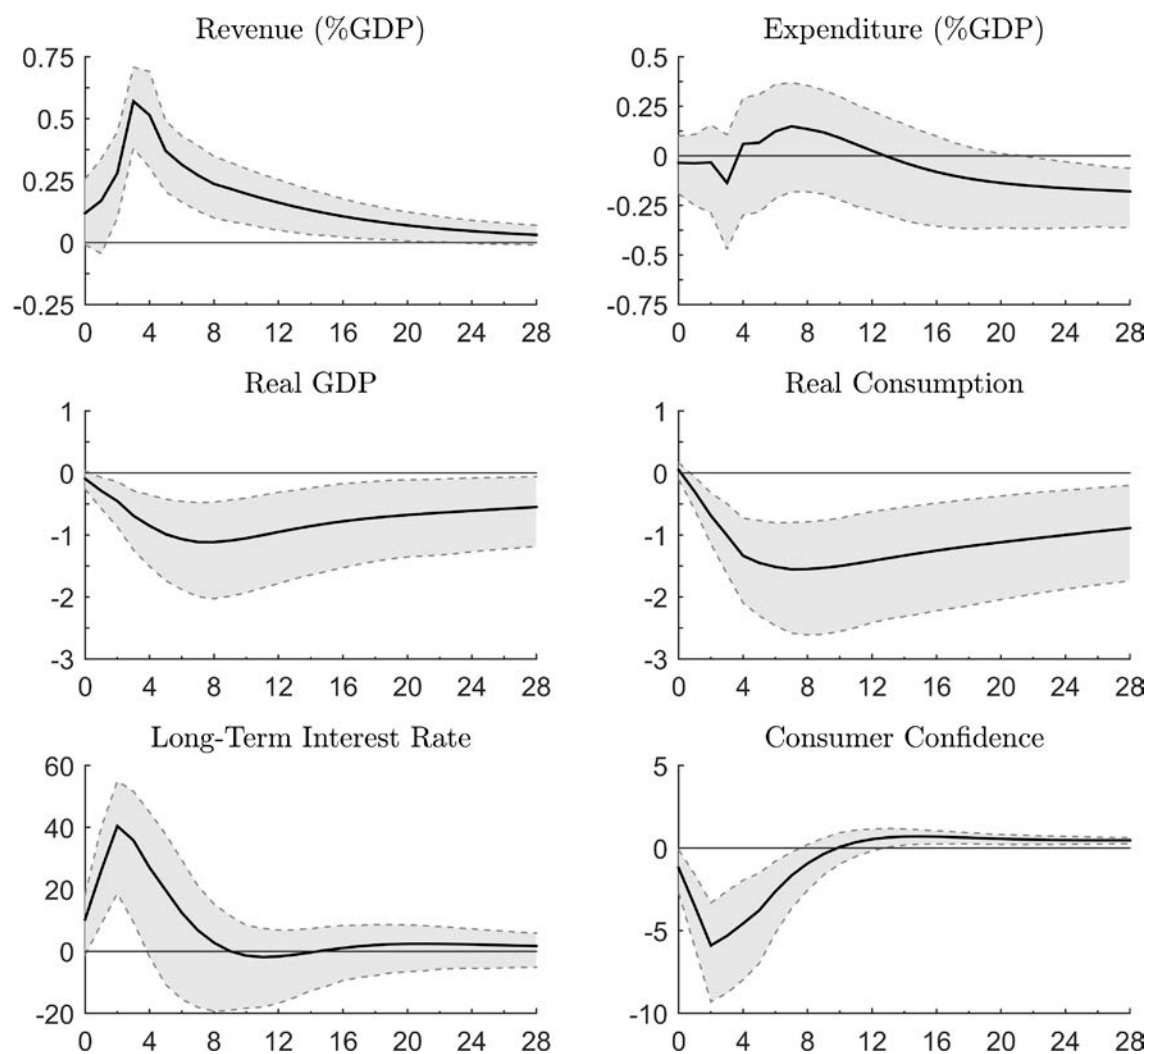 Revenue (%GDP)
0.75
0.5
0.25
0
-0.25
0 4 8 12 16 20 24 28
Expenditure (%GDP)
0.5
0.25
0
-0.25
-0.5
-0.75
0 4 8 12 16 20 24 28
Real GDP
1
0
-1
-2
-3
0 4 8 12 16 20 24 28
Real Consumption
1
0
-1
-2
-3
0 4 8 12 16 20 24 28
Long-Term Interest Rate
60
40
20
0
-20
0 4 8 12 16 20 24 28
Consumer Confidence
5
0
-5
-10
0 4 8 12 16 20 24 28